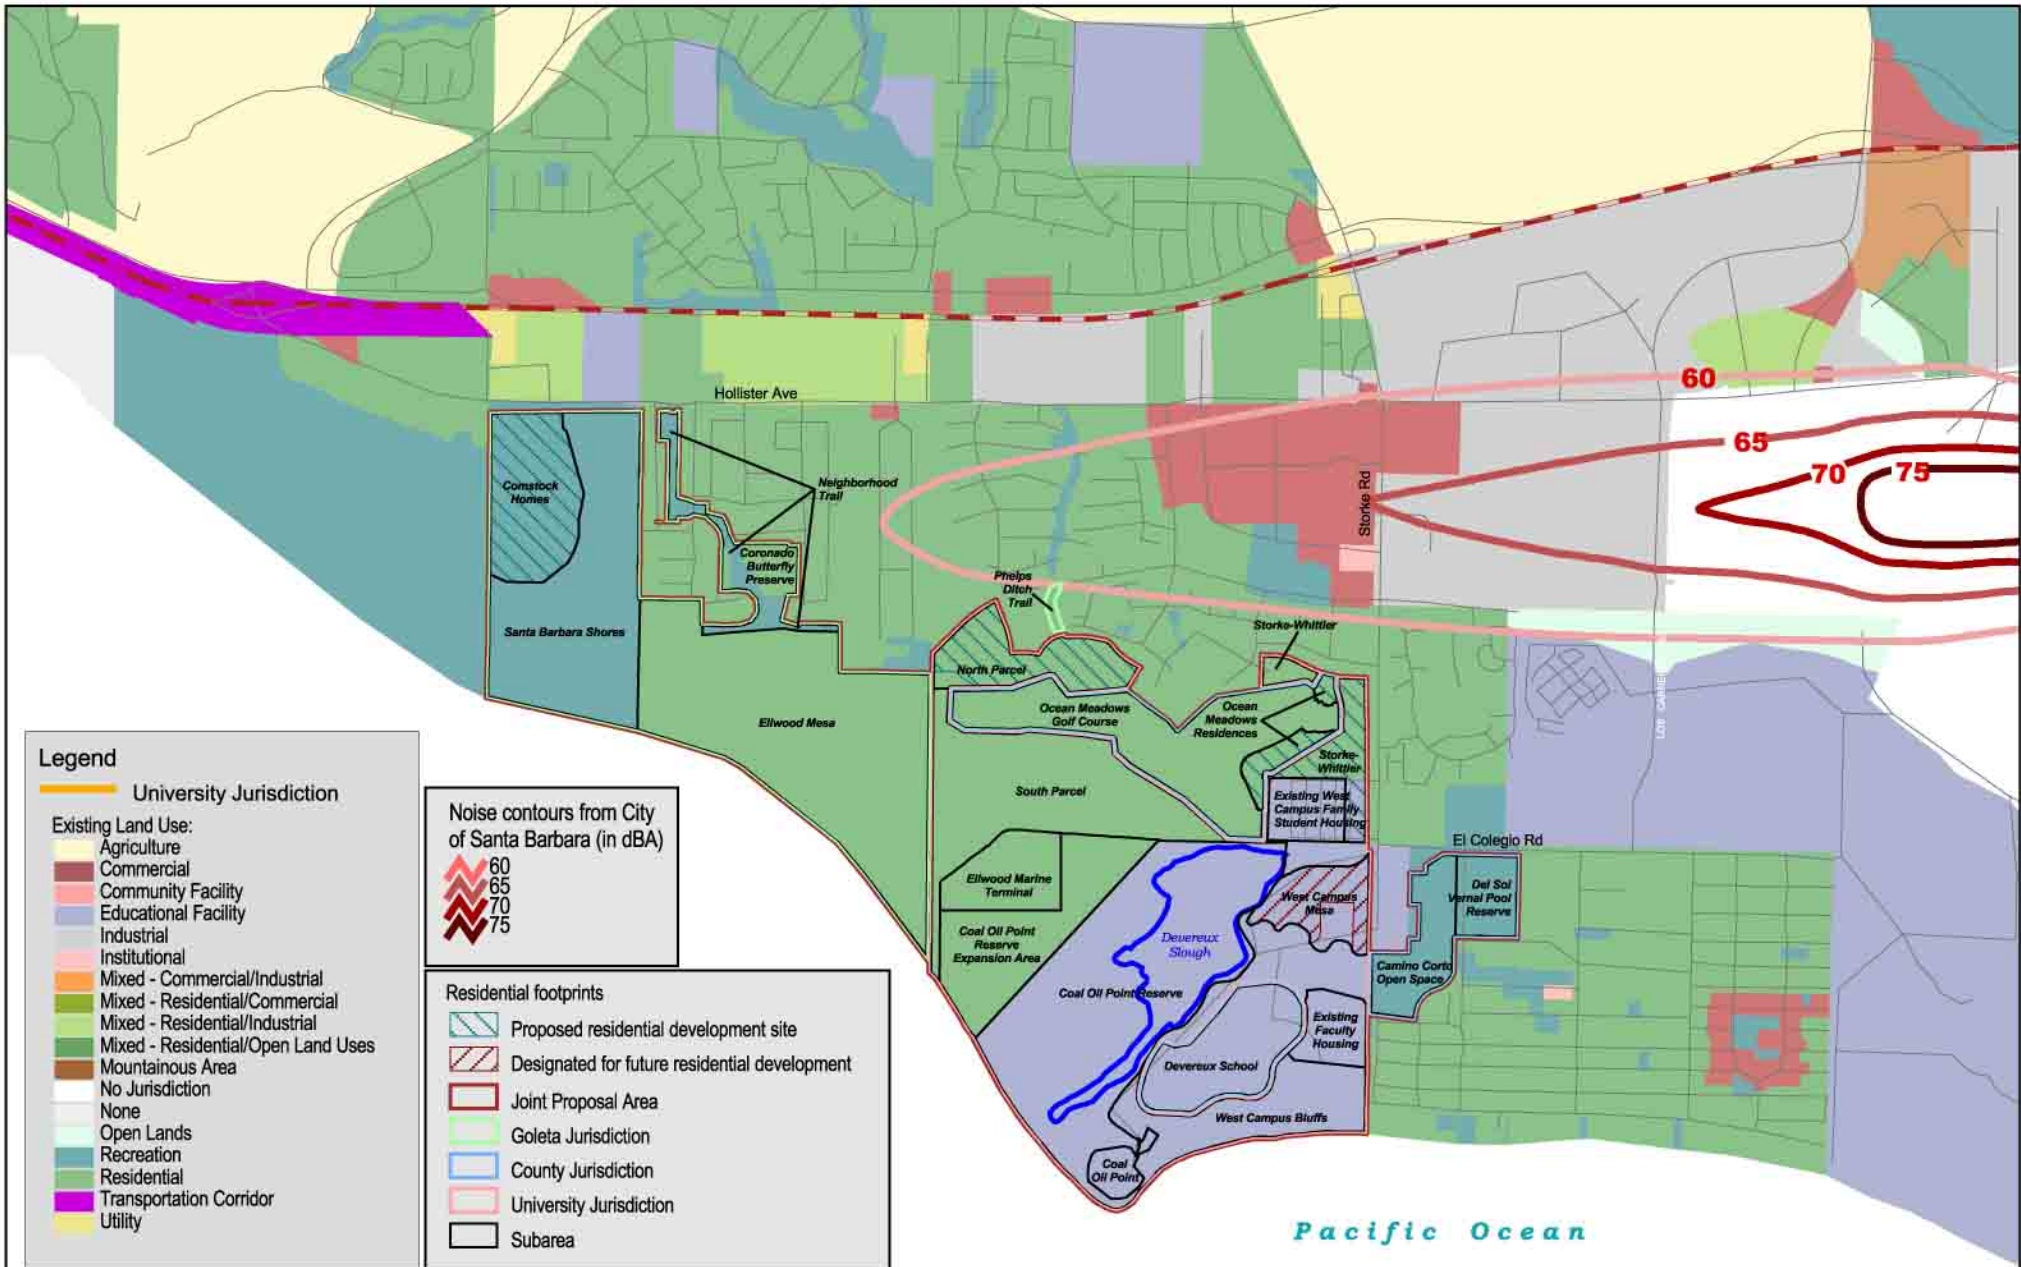 Hollister Ave
60
65
70
75
Storke Rd
Comstock
Homes
Neighborhood
Trail
Coronado
Butterfly
Preserve
Phelps
Ditch
Trail
Santa Barbara Shores
Storke-Whittier
North Parcel
Ellwood Mesa
Ocean Meadows
Golf Course
Ocean
Meadows
Residences
Storke-
Whittier
South Parcel
Existing West
Campus Family
Student Housing
El Colegio Rd
Ellwood Marine
Terminal
West Campus
Mesa
Del Sol
Vernal Pool
Reserve
Coal Oil Point
Reserve
Expansion Area
Devereux
Slough
Camino Corto
Open Space
Coal Oil Point Reserve
Existing
Faculty
Housing
Devereux School
West Campus Bluffs
Coal
Oil Point
Pacific Ocean
Legend
University Jurisdiction
Existing Land Use:
Agriculture
Commercial
Community Facility
Educational Facility
Industrial
Institutional
Mixed - Commercial/Industrial
Mixed - Residential/Commercial
Mixed - Residential/Industrial
Mixed - Residential/Open Land Uses
Mountainous Area
No Jurisdiction
None
Open Lands
Recreation
Residential
Transportation Corridor
Utility
Noise contours from City
of Santa Barbara (in dBA)
60
65
70
75
Residential footprints
Proposed residential development site
Designated for future residential development
Joint Proposal Area
Goleta Jurisdiction
County Jurisdiction
University Jurisdiction
Subarea